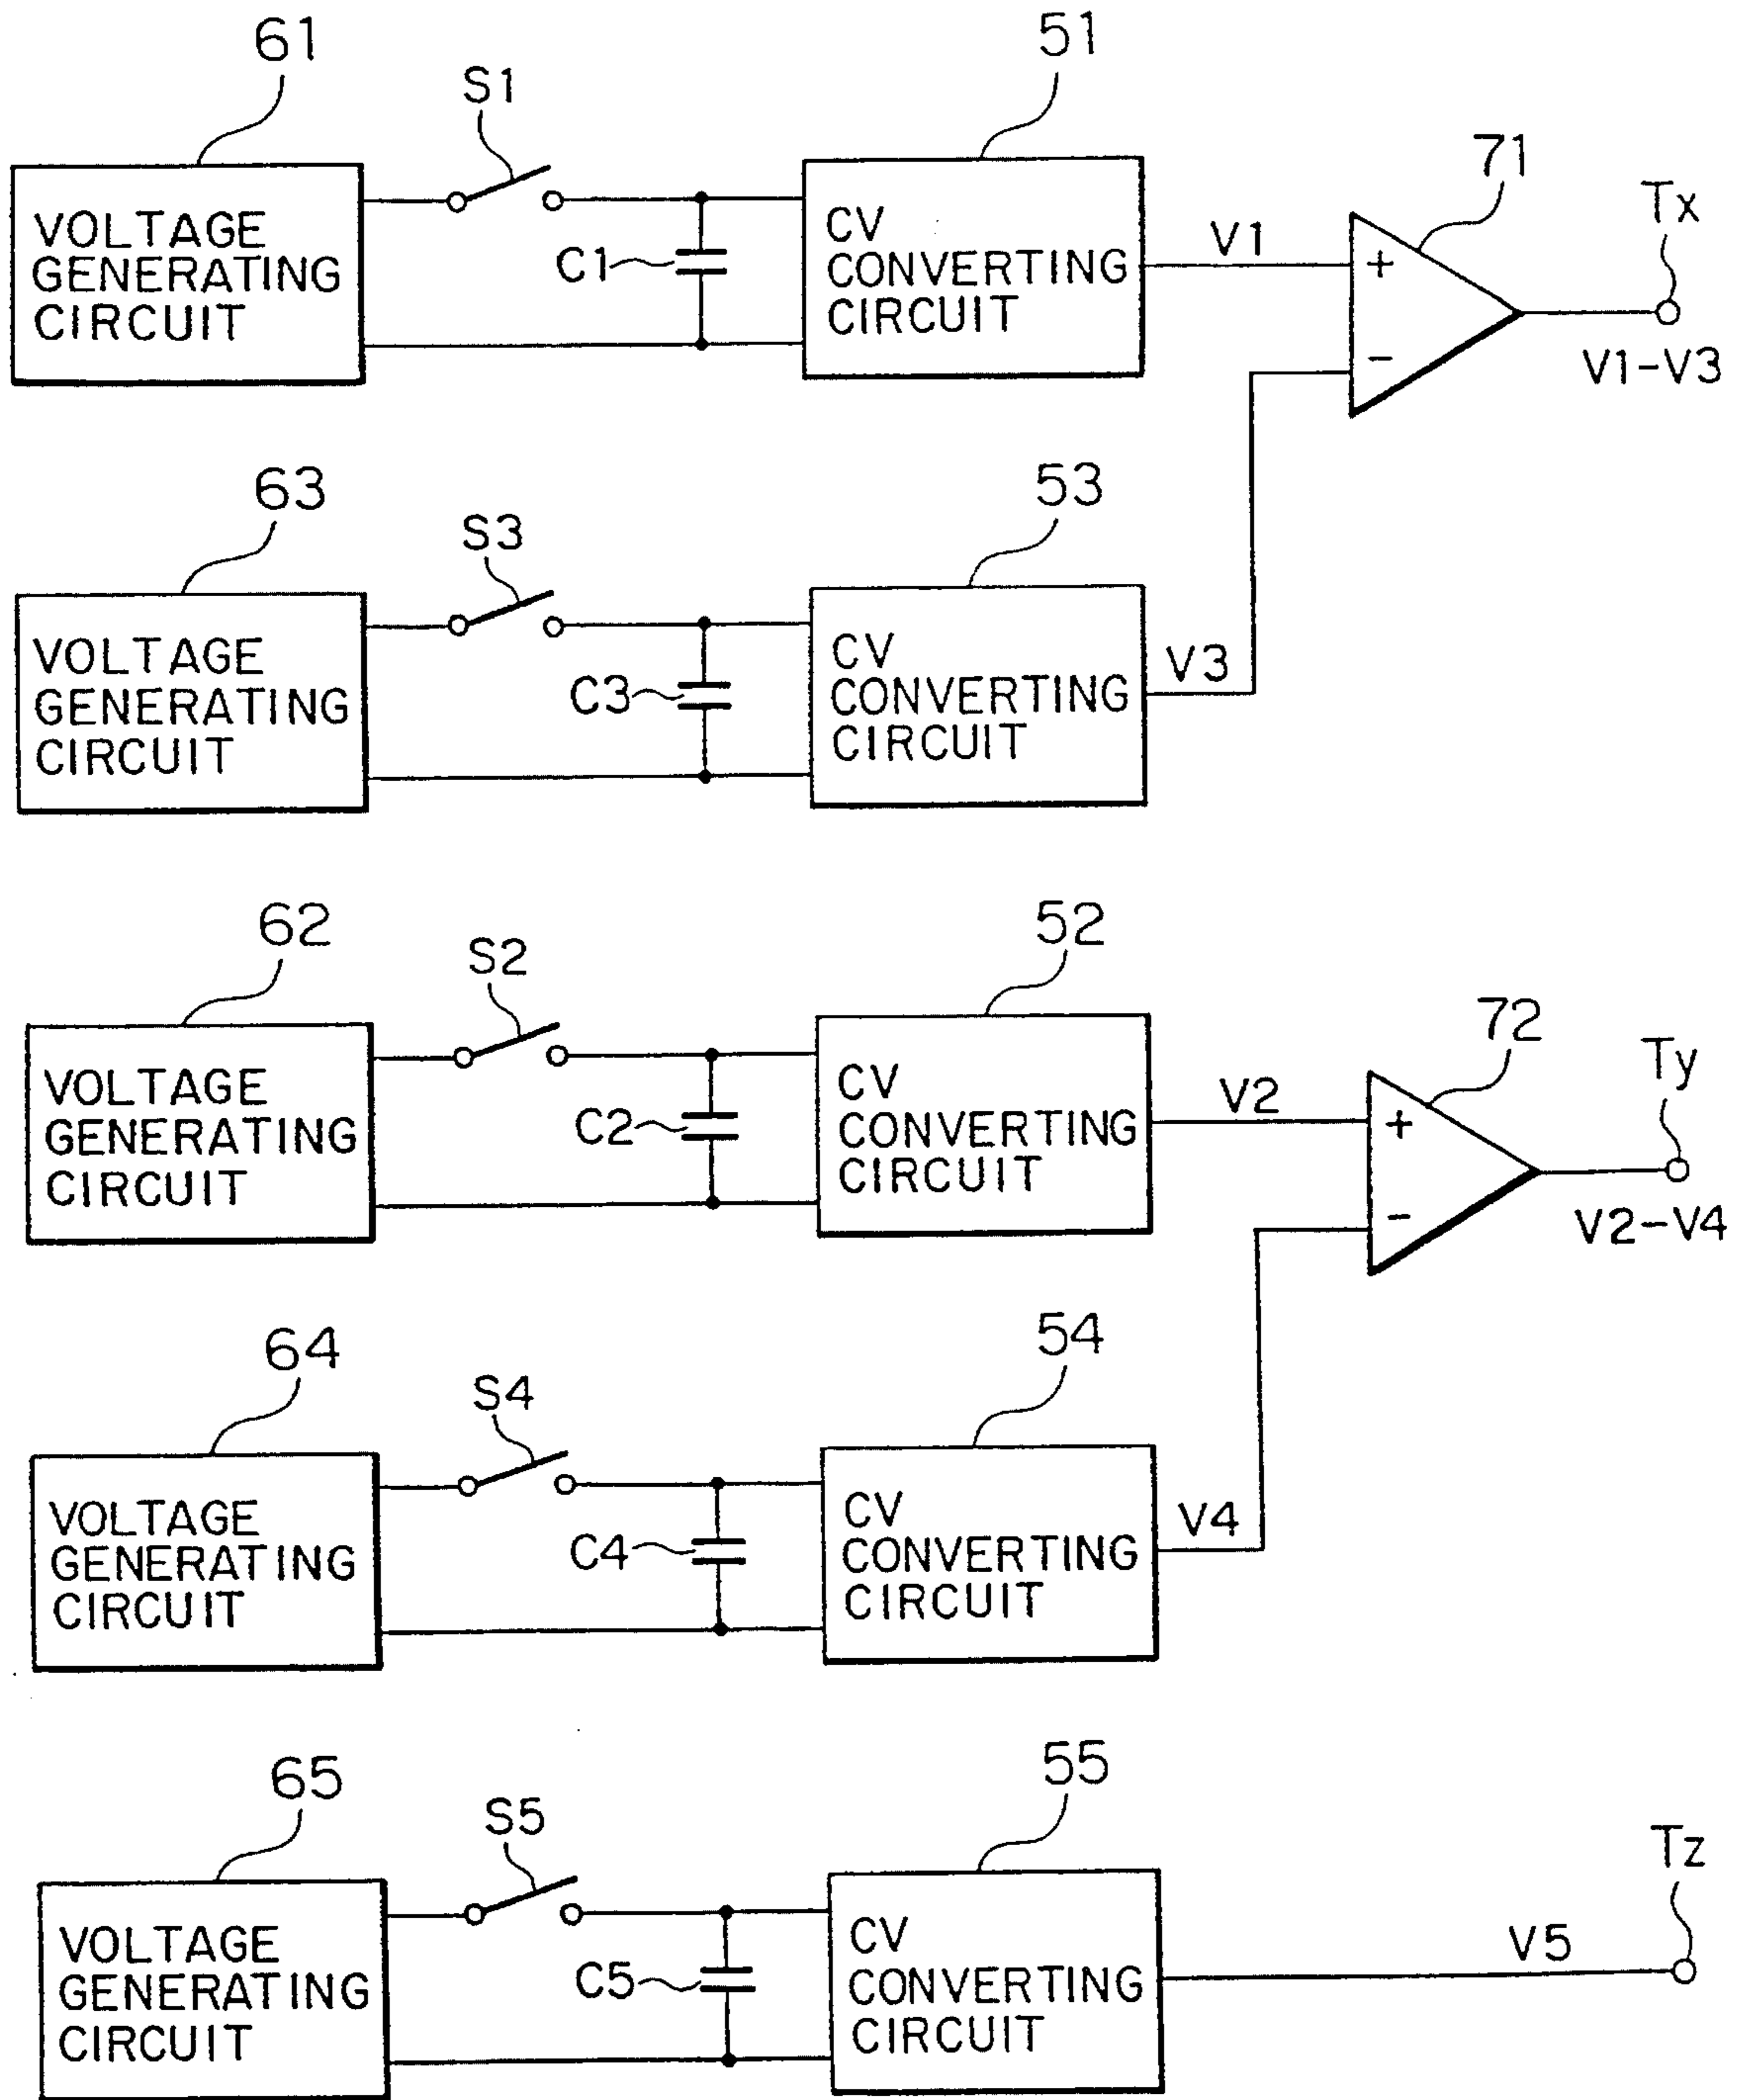 61
S1
51
71
Tx
VOLTAGE
GENERATING
CIRCUIT
C1
CV
CONVERTING
CIRCUIT
V1
+
−
V1−V3
63
S3
53
VOLTAGE
GENERATING
CIRCUIT
C3
CV
CONVERTING
CIRCUIT
V3
62
S2
52
72
Ty
VOLTAGE
GENERATING
CIRCUIT
C2
CV
CONVERTING
CIRCUIT
V2
+
−
V2−V4
64
S4
54
VOLTAGE
GENERATING
CIRCUIT
C4
CV
CONVERTING
CIRCUIT
V4
65
S5
55
Tz
VOLTAGE
GENERATING
CIRCUIT
C5
CV
CONVERTING
CIRCUIT
V5